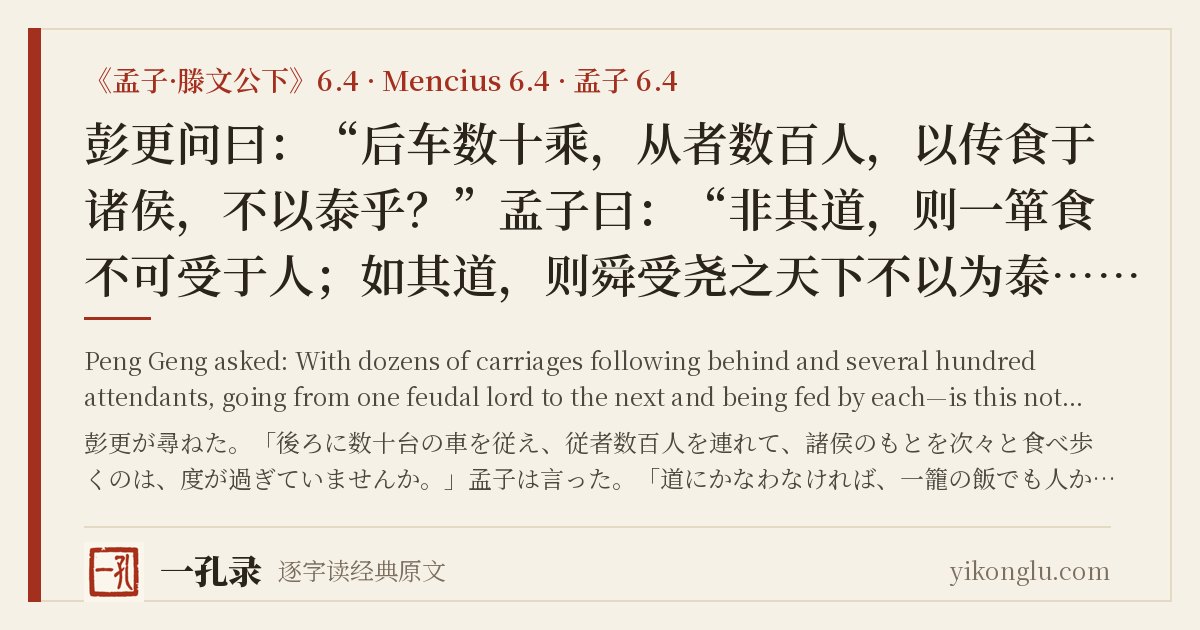 《孟子·滕文公下》6.4 · Mencius 6.4 · 孟子 6.4
彭更问曰：“后车数十乘，从者数百人，以传食于
诸侯，不以泰乎？”孟子曰：“非其道，则一箪食
不可受于人；如其道，则舜受尧之天下不以为泰……
Peng Geng asked: With dozens of carriages following behind and several hundred
attendants, going from one feudal lord to the next and being fed by each—is this not...
彭更が尋ねた。「後ろに数十台の車を従え、従者数百人を連れて、諸侯のもとを次々と食べ歩
くのは、度が過ぎていませんか。」孟子は言った。「道にかなわなければ、一籠の飯でも人か…
一孔
一孔录 逐字读经典原文
yikonglu.com